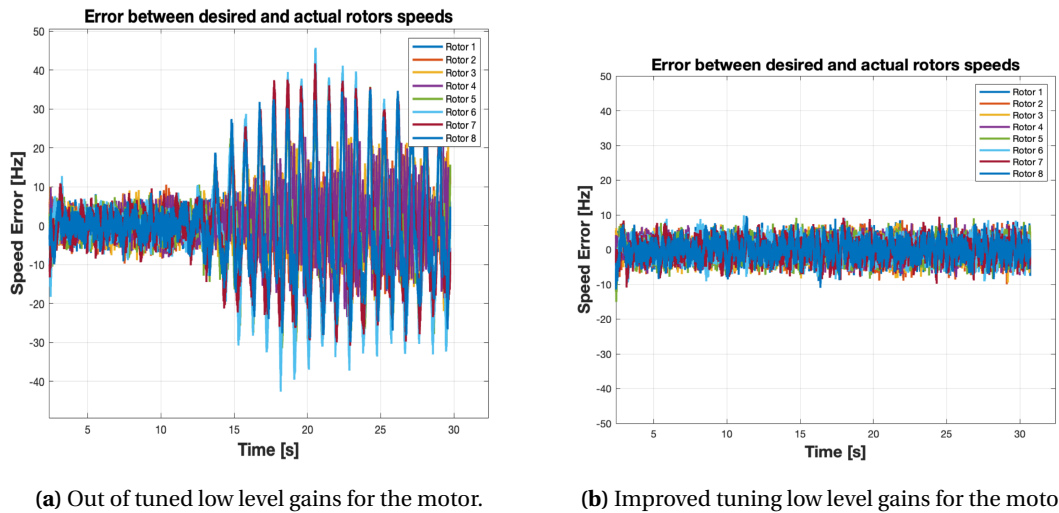 Error between desired and actual rotors speeds
50
40
30
20
10
0
-10
-20
-30
-40
Speed Error [Hz]
5
10
15
20
25
30
Time [s]
Rotor 1
Rotor 2
Rotor 3
Rotor 4
Rotor 5
Rotor 6
Rotor 7
Rotor 8
(a) Out of tuned low level gains for the motor.
Error between desired and actual rotors speeds
50
40
30
20
10
0
-10
-20
-30
-40
-50
Speed Error [Hz]
5
10
15
20
25
30
Time [s]
Rotor 1
Rotor 2
Rotor 3
Rotor 4
Rotor 5
Rotor 6
Rotor 7
Rotor 8
(b) Improved tuning low level gains for the moto